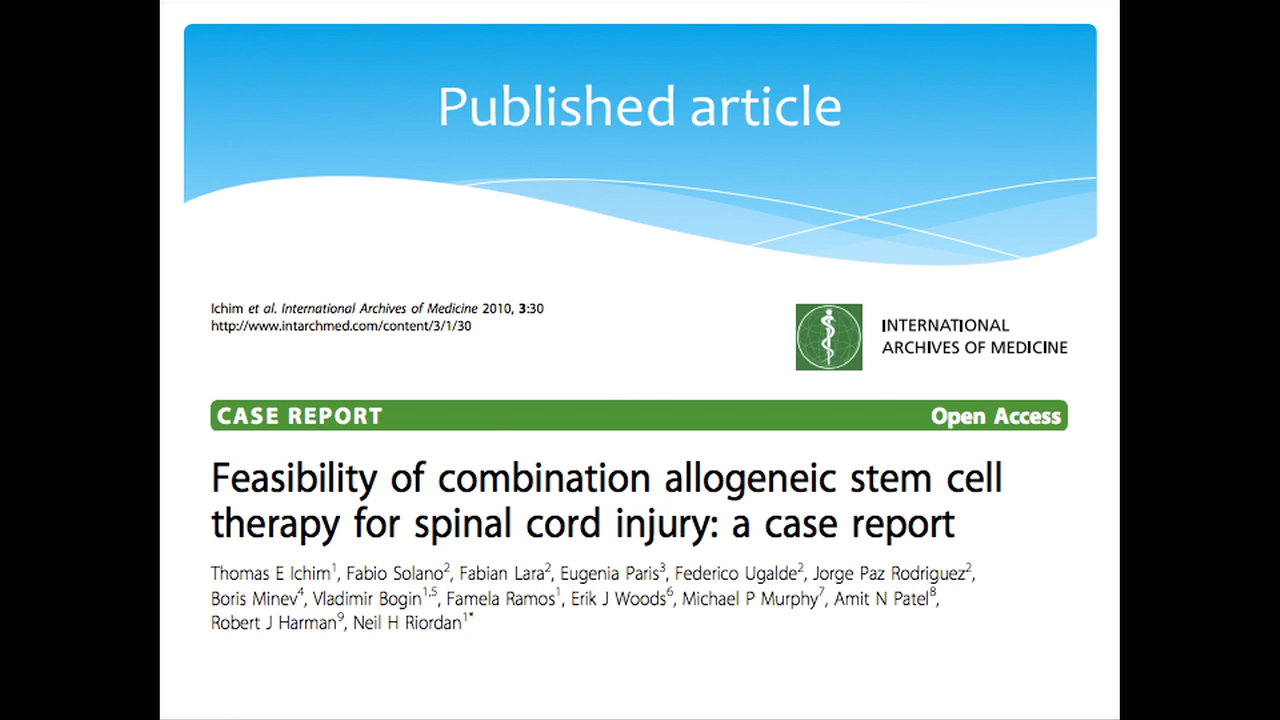 Published article
Ichim et al. International Archives of Medicine 2010, 3:30
http://www.intarchmed.com/content/3/1/30
INTERNATIONAL
ARCHIVES OF MEDICINE
CASE REPORT Open Access
Feasibility of combination allogeneic stem cell
therapy for spinal cord injury: a case report
Thomas E Ichim1, Fabio Solano2, Fabian Lara2, Eugenia Paris3, Federico Ugalde2, Jorge Paz Rodriguez2,
Boris Minev4, Vladimir Bogin1,5, Famela Ramos1, Erik J Woods6, Michael P Murphy7, Amit N Patel8,
Robert J Harman9, Neil H Riordan1*